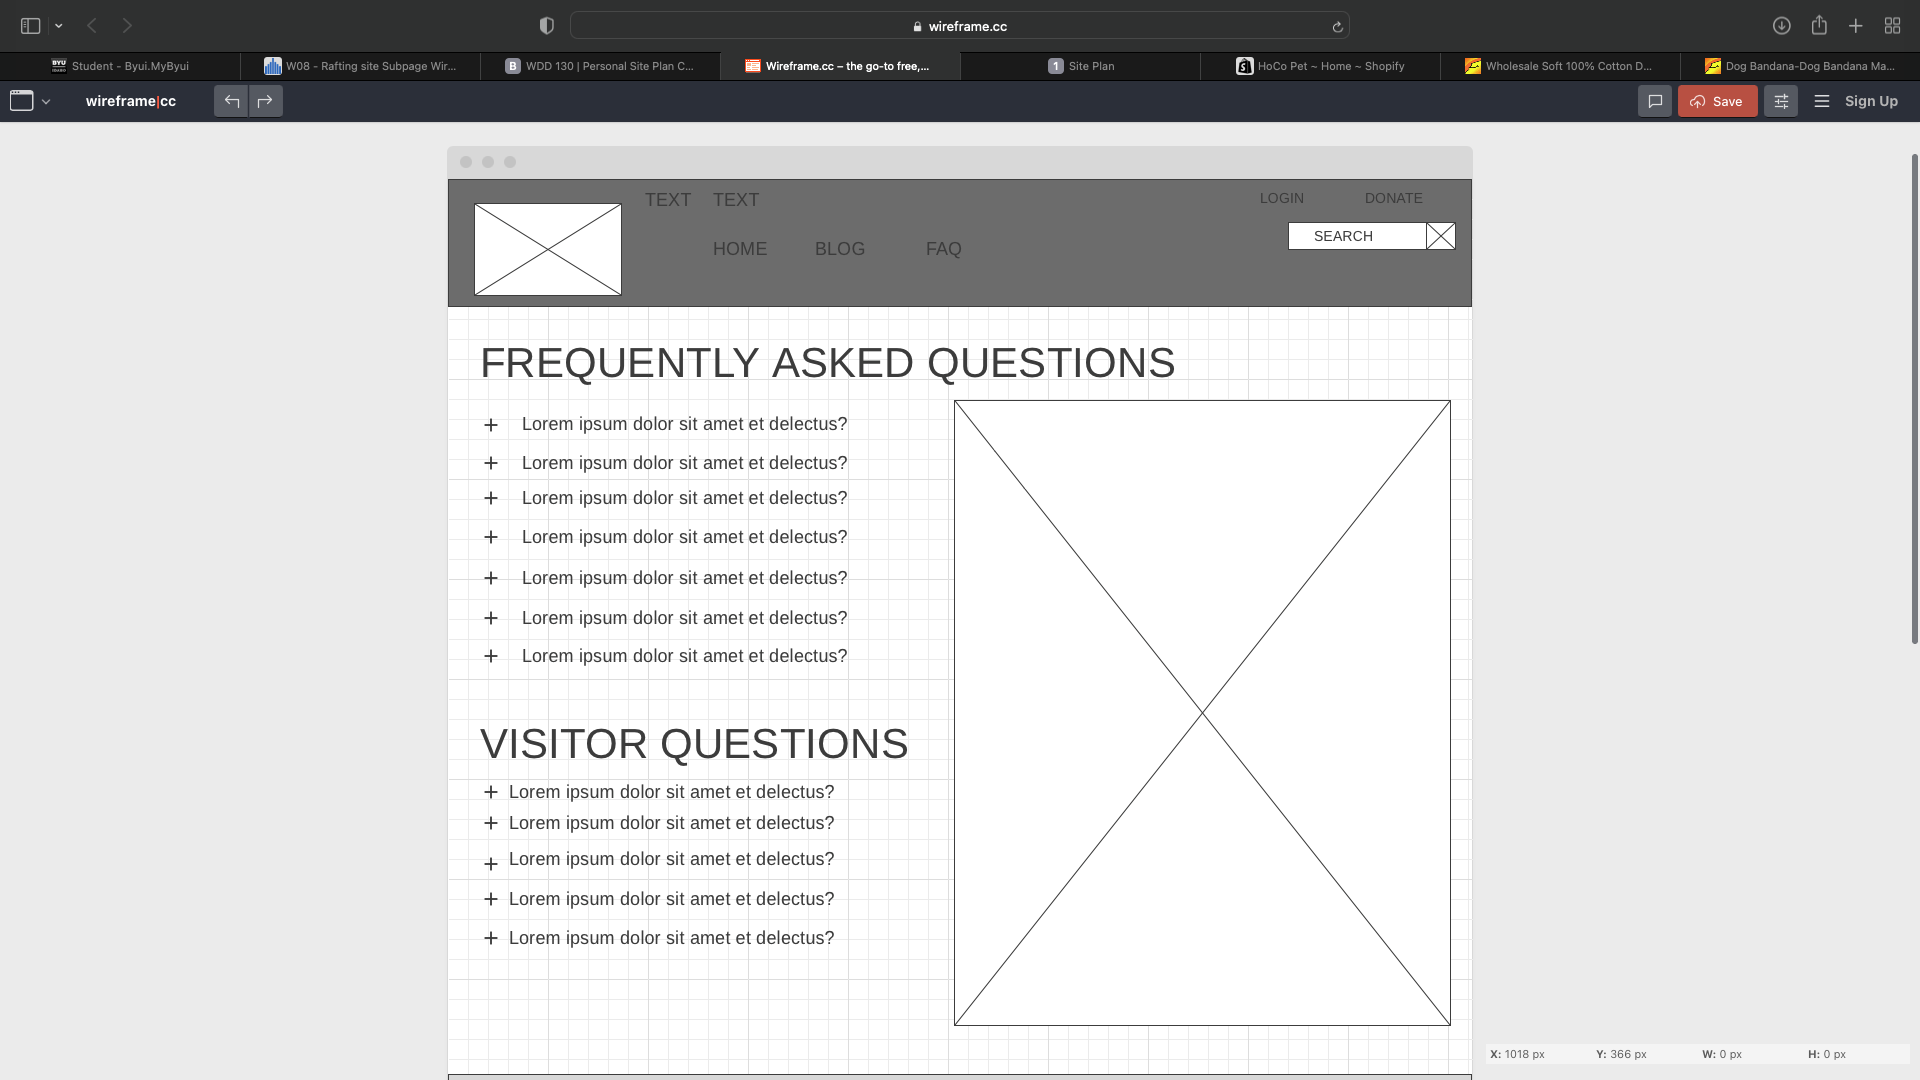 wireframe.cc
BYU IDAHO Student - Byui.MyByui
W08 - Rafting site Subpage Wir...
B WDD 130 | Personal Site Plan C...
Wireframe.cc – the go-to free,...
1 Site Plan
HoCo Pet ~ Home ~ Shopify
Wholesale Soft 100% Cotton D...
Dog Bandana-Dog Bandana Ma...
wireframe|cc
Save
Sign Up
TEXT TEXT
LOGIN DONATE
SEARCH
HOME BLOG FAQ
FREQUENTLY ASKED QUESTIONS
+ Lorem ipsum dolor sit amet et delectus?
+ Lorem ipsum dolor sit amet et delectus?
+ Lorem ipsum dolor sit amet et delectus?
+ Lorem ipsum dolor sit amet et delectus?
+ Lorem ipsum dolor sit amet et delectus?
+ Lorem ipsum dolor sit amet et delectus?
+ Lorem ipsum dolor sit amet et delectus?
VISITOR QUESTIONS
+ Lorem ipsum dolor sit amet et delectus?
+ Lorem ipsum dolor sit amet et delectus?
+ Lorem ipsum dolor sit amet et delectus?
+ Lorem ipsum dolor sit amet et delectus?
+ Lorem ipsum dolor sit amet et delectus?
X: 1018 px Y: 366 px W: 0 px H: 0 px